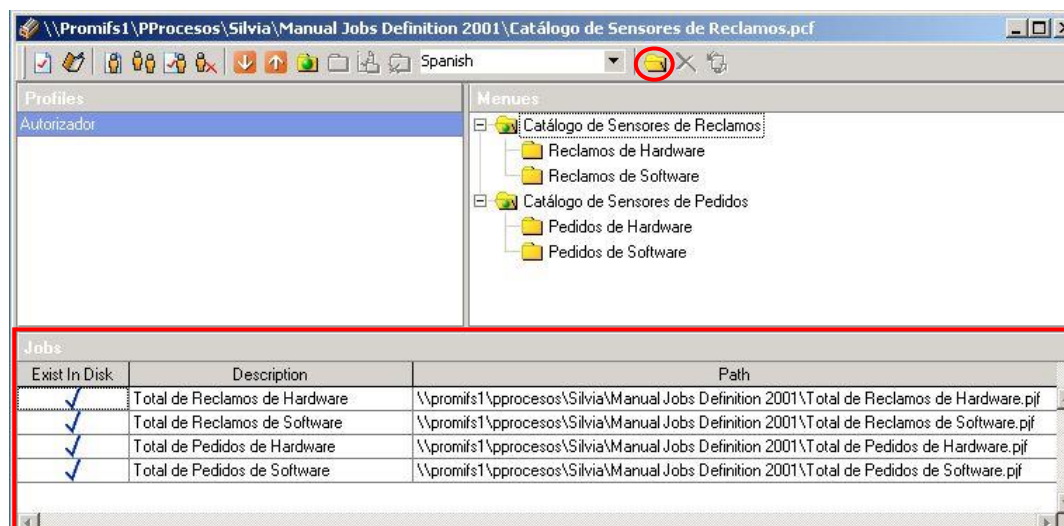 \\Promifs1\PProcesos\Silvia\Manual Jobs Definition 2001\Catálogo de Sensores de Reclamos.pcf
Spanish
Profiles
Menues
Autorizador
Catálogo de Sensores de Reclamos
Reclamos de Hardware
Reclamos de Software
Catálogo de Sensores de Pedidos
Pedidos de Hardware
Pedidos de Software
Jobs
Exist In Disk Description Path
Total de Reclamos de Hardware \\promifs1\pprocesos\Silvia\Manual Jobs Definition 2001\Total de Reclamos de Hardware.pjf
Total de Reclamos de Software \\promifs1\pprocesos\Silvia\Manual Jobs Definition 2001\Total de Reclamos de Software.pjf
Total de Pedidos de Hardware \\promifs1\pprocesos\Silvia\Manual Jobs Definition 2001\Total de Pedidos de Hardware.pjf
Total de Pedidos de Software \\promifs1\pprocesos\Silvia\Manual Jobs Definition 2001\Total de Pedidos de Software.pjf